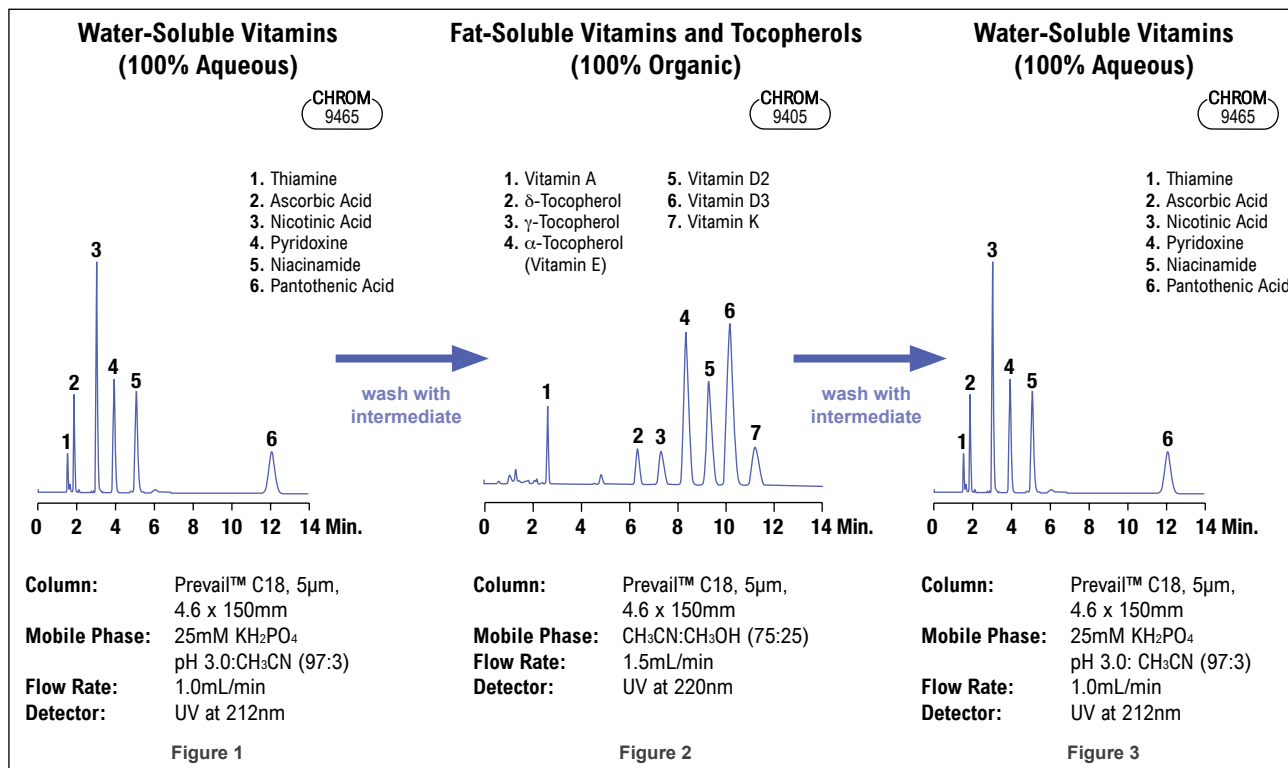 Water-Soluble Vitamins
(100% Aqueous)
CHROM
9465
1. Thiamine
2. Ascorbic Acid
3. Nicotinic Acid
4. Pyridoxine
5. Niacinamide
6. Pantothenic Acid
1
2
3
4
5
6
0 2 4 6 8 10 12 14 Min.
Column: Prevail™ C18, 5µm,
4.6 x 150mm
Mobile Phase: 25mM KH₂PO₄
pH 3.0:CH₃CN (97:3)
Flow Rate: 1.0mL/min
Detector: UV at 212nm
Figure 1
wash with
intermediate
Fat-Soluble Vitamins and Tocopherols
(100% Organic)
CHROM
9405
1. Vitamin A
2. δ-Tocopherol
3. γ-Tocopherol
4. α-Tocopherol
(Vitamin E)
5. Vitamin D2
6. Vitamin D3
7. Vitamin K
1
2
3
4
5
6
7
0 2 4 6 8 10 12 14 Min.
Column: Prevail™ C18, 5µm,
4.6 x 150mm
Mobile Phase: CH₃CN:CH₃OH (75:25)
Flow Rate: 1.5mL/min
Detector: UV at 220nm
Figure 2
wash with
intermediate
Water-Soluble Vitamins
(100% Aqueous)
CHROM
9465
1. Thiamine
2. Ascorbic Acid
3. Nicotinic Acid
4. Pyridoxine
5. Niacinamide
6. Pantothenic Acid
1
2
3
4
5
6
0 2 4 6 8 10 12 14 Min.
Column: Prevail™ C18, 5µm,
4.6 x 150mm
Mobile Phase: 25mM KH₂PO₄
pH 3.0: CH₃CN (97:3)
Flow Rate: 1.0mL/min
Detector: UV at 212nm
Figure 3